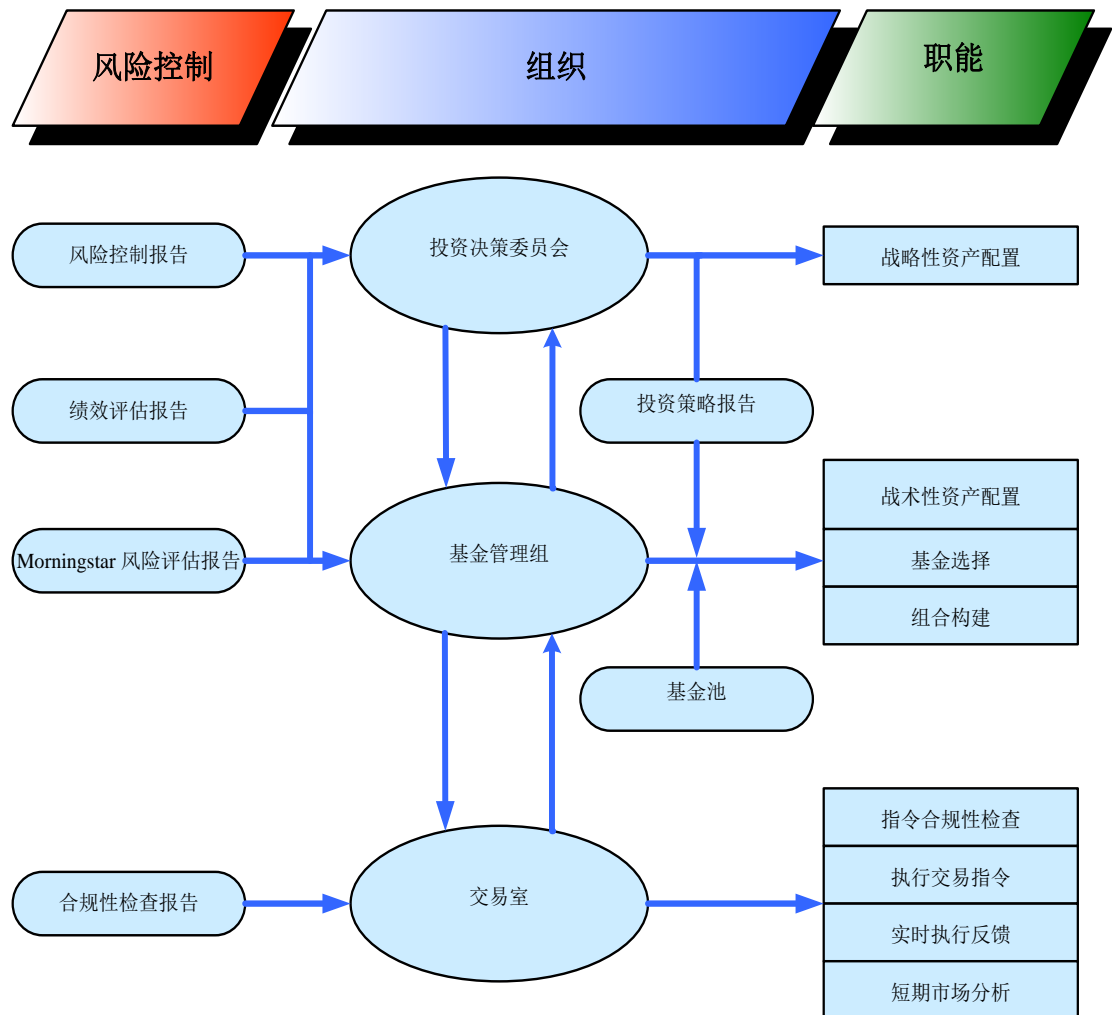 风险控制
组织
职能
风险控制报告
投资决策委员会
战略性资产配置
绩效评估报告
投资策略报告
战术性资产配置
Morningstar 风险评估报告
基金管理组
基金选择
组合构建
基金池
指令合规性检查
合规性检查报告
交易室
执行交易指令
实时执行反馈
短期市场分析